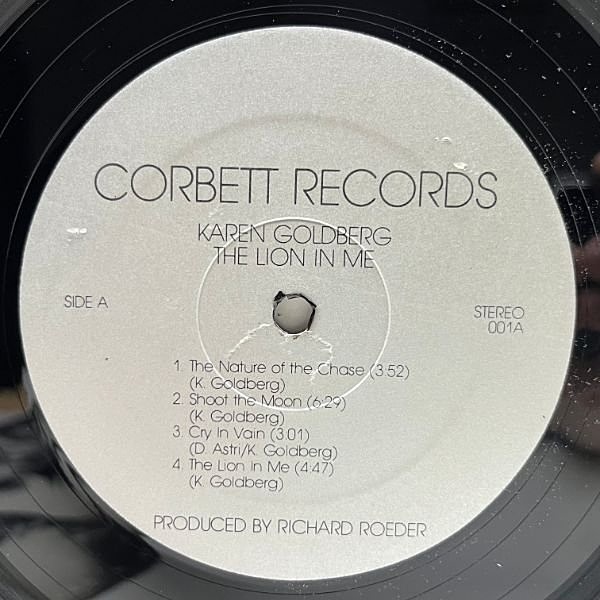 CORBETT RECORDS
KAREN GOLDBERG
THE LION IN ME
SIDE A
STEREO
001A
1. The Nature of the Chase (3:52)
(K. Goldberg)
2. Shoot the Moon (6:29)
(K. Goldberg)
3. Cry In Vain (3:01)
(D. Astri/K. Goldberg)
4. The Lion in Me (4:47)
(K. Goldberg)
PRODUCED BY RICHARD ROEDER